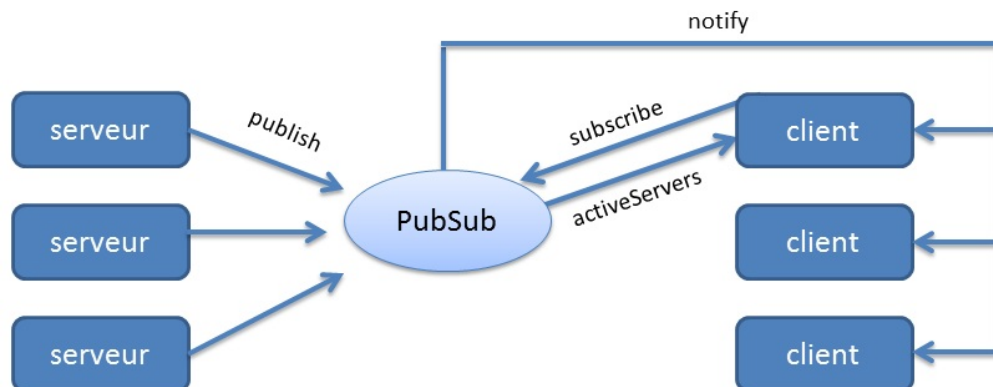 notify
serveur
publish
subscribe
client
PubSub
activeServers
serveur
client
serveur
client